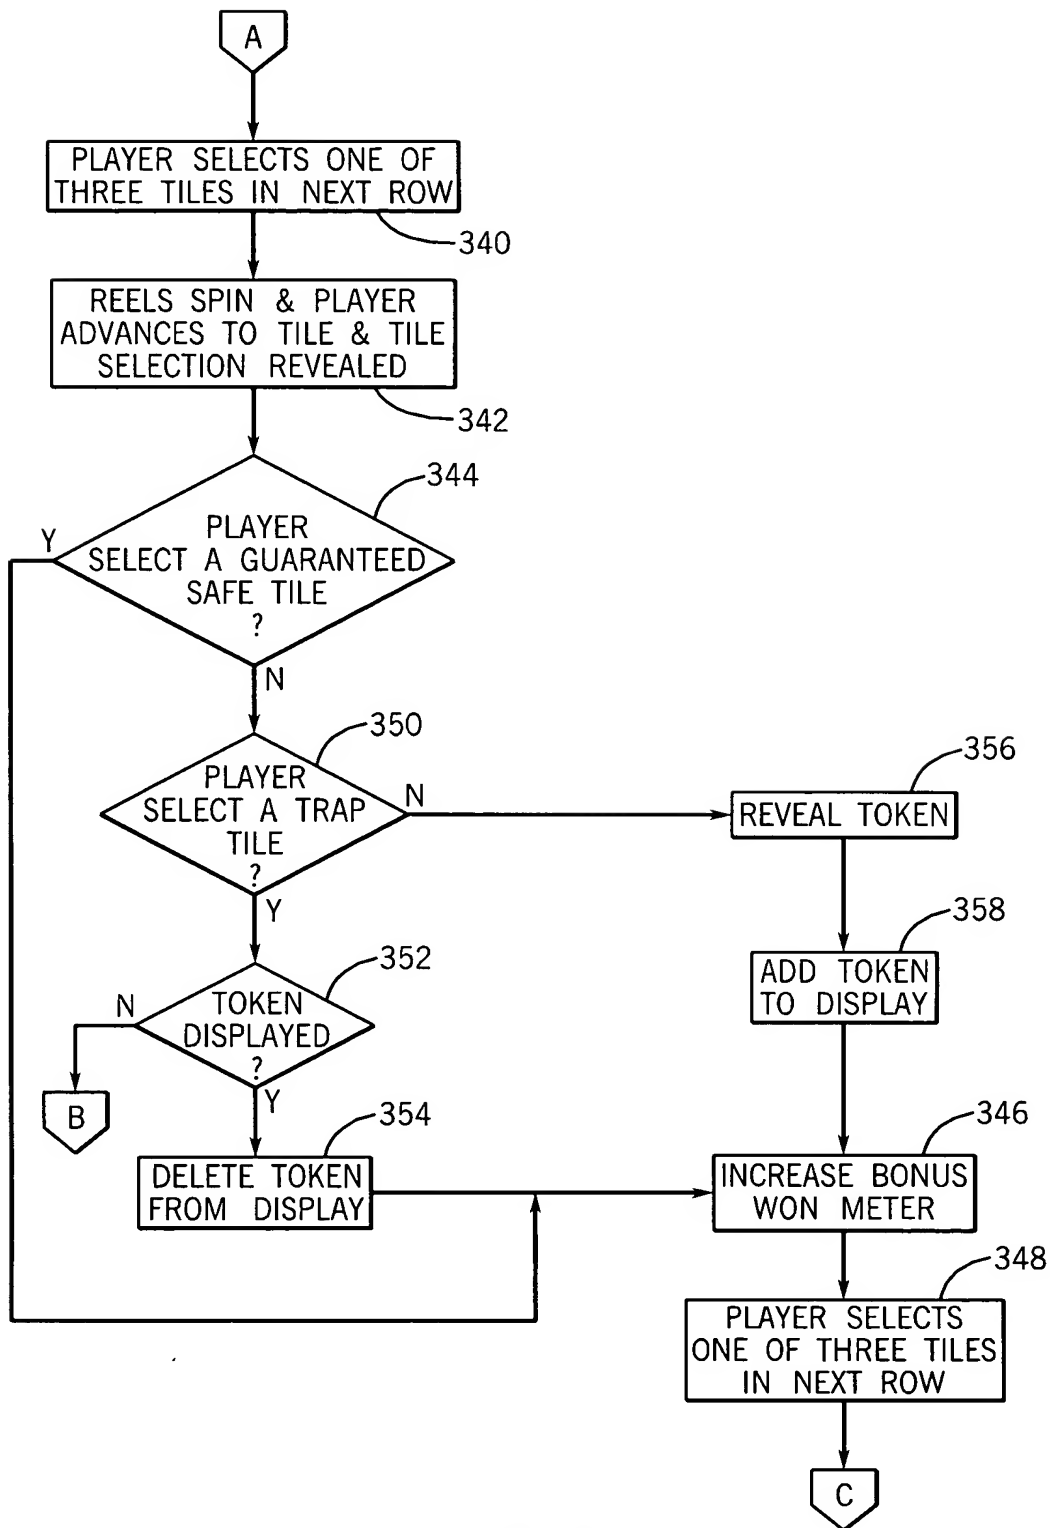 A
PLAYER SELECTS ONE OF
THREE TILES IN NEXT ROW
340
REELS SPIN & PLAYER
ADVANCES TO TILE & TILE
SELECTION REVEALED
342
344
PLAYER
SELECT A GUARANTEED
SAFE TILE
?
Y
N
350
PLAYER
SELECT A TRAP
TILE
?
N
Y
356
REVEAL TOKEN
358
ADD TOKEN
TO DISPLAY
352
TOKEN
DISPLAYED
?
N
Y
B
354
DELETE TOKEN
FROM DISPLAY
346
INCREASE BONUS
WON METER
348
PLAYER SELECTS
ONE OF THREE TILES
IN NEXT ROW
C